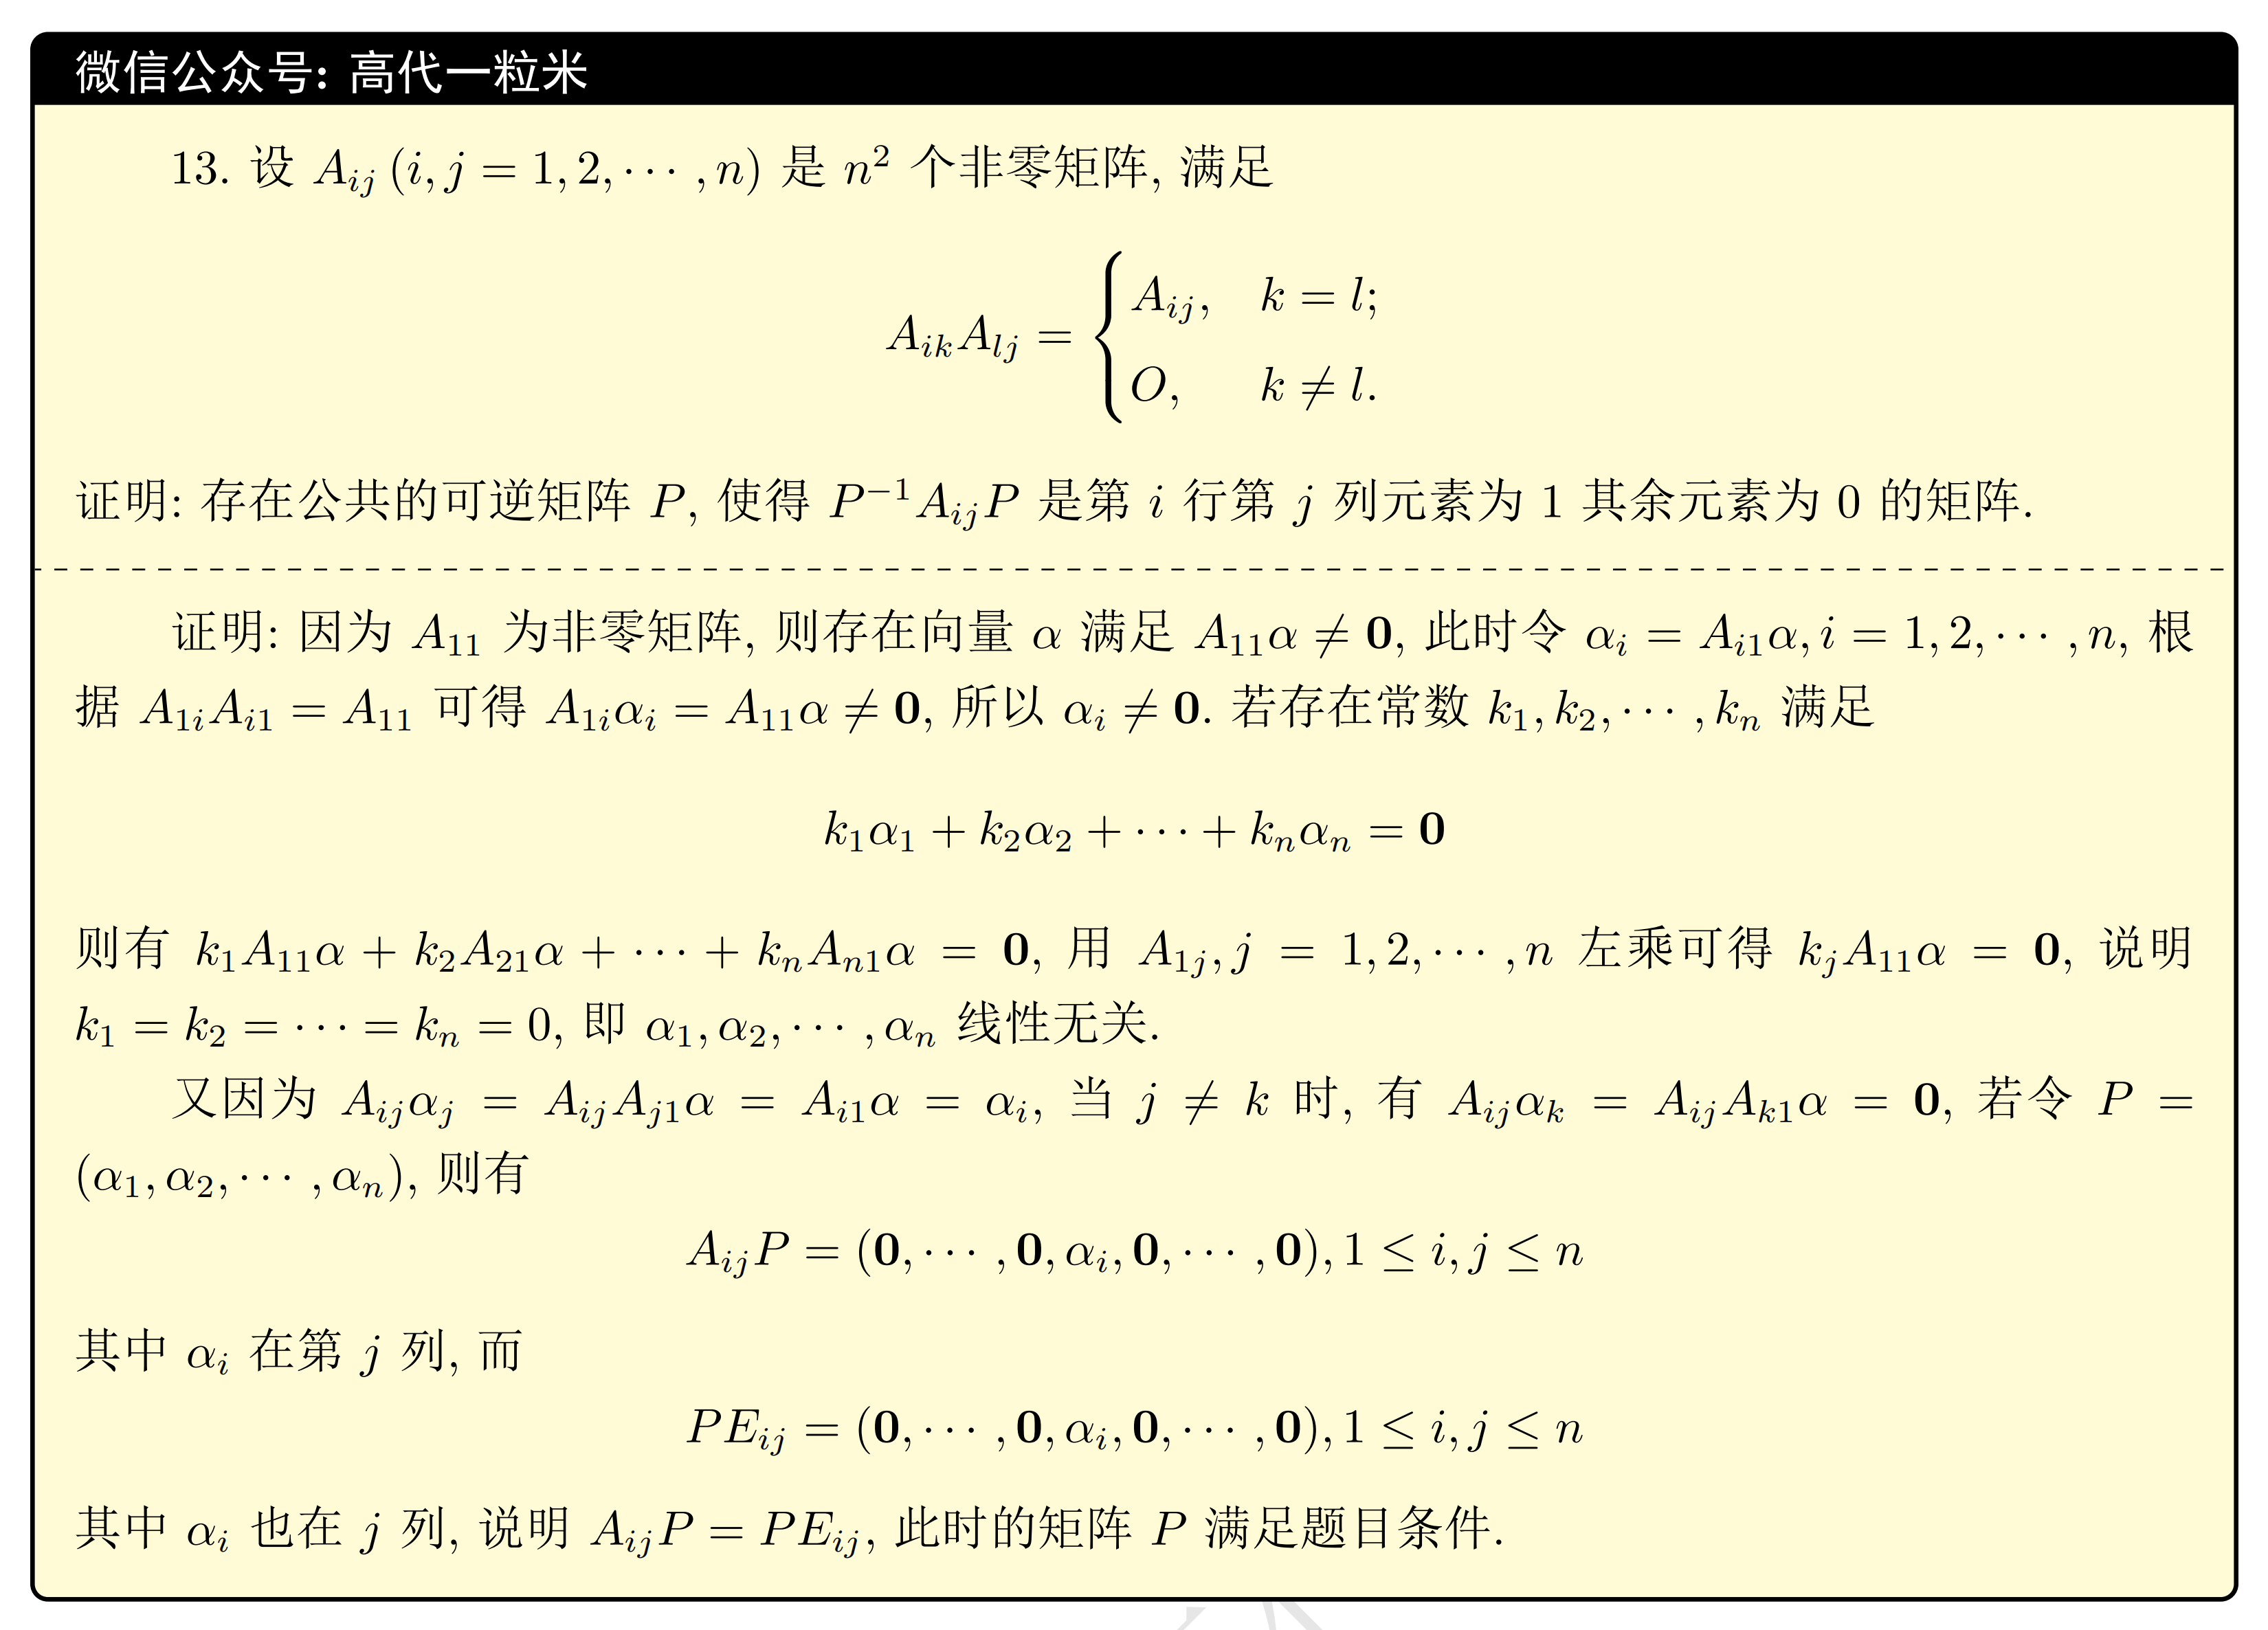 微信公众号: 高代一粒米
13. 设 $A_{ij}\,(i,j=1,2,\cdots,n)$ 是 $n^2$ 个非零矩阵, 满足
$A_{ik}A_{lj}=\begin{cases}A_{ij}, & k=l;\\ O, & k\neq l.\end{cases}$
证明: 存在公共的可逆矩阵 $P$, 使得 $P^{-1}A_{ij}P$ 是第 $i$ 行第 $j$ 列元素为 1 其余元素为 0 的矩阵.
证明: 因为 $A_{11}$ 为非零矩阵, 则存在向量 $\alpha$ 满足 $A_{11}\alpha\neq\mathbf{0}$, 此时令 $\alpha_i=A_{i1}\alpha,i=1,2,\cdots,n$, 根
据 $A_{1i}A_{i1}=A_{11}$ 可得 $A_{1i}\alpha_i=A_{11}\alpha\neq\mathbf{0}$, 所以 $\alpha_i\neq\mathbf{0}$. 若存在常数 $k_1,k_2,\cdots,k_n$ 满足
$k_1\alpha_1+k_2\alpha_2+\cdots+k_n\alpha_n=\mathbf{0}$
则有 $k_1A_{11}\alpha+k_2A_{21}\alpha+\cdots+k_nA_{n1}\alpha=\mathbf{0}$, 用 $A_{1j},j=1,2,\cdots,n$ 左乘可得 $k_jA_{11}\alpha=\mathbf{0}$, 说明
$k_1=k_2=\cdots=k_n=0$, 即 $\alpha_1,\alpha_2,\cdots,\alpha_n$ 线性无关.
又因为 $A_{ij}\alpha_j=A_{ij}A_{j1}\alpha=A_{i1}\alpha=\alpha_i$, 当 $j\neq k$ 时, 有 $A_{ij}\alpha_k=A_{ij}A_{k1}\alpha=\mathbf{0}$, 若令 $P=$
$(\alpha_1,\alpha_2,\cdots,\alpha_n)$, 则有
$A_{ij}P=(\mathbf{0},\cdots,\mathbf{0},\alpha_i,\mathbf{0},\cdots,\mathbf{0}),1\leq i,j\leq n$
其中 $\alpha_i$ 在第 $j$ 列, 而
$PE_{ij}=(\mathbf{0},\cdots,\mathbf{0},\alpha_i,\mathbf{0},\cdots,\mathbf{0}),1\leq i,j\leq n$
其中 $\alpha_i$ 也在 $j$ 列, 说明 $A_{ij}P=PE_{ij}$, 此时的矩阵 $P$ 满足题目条件.